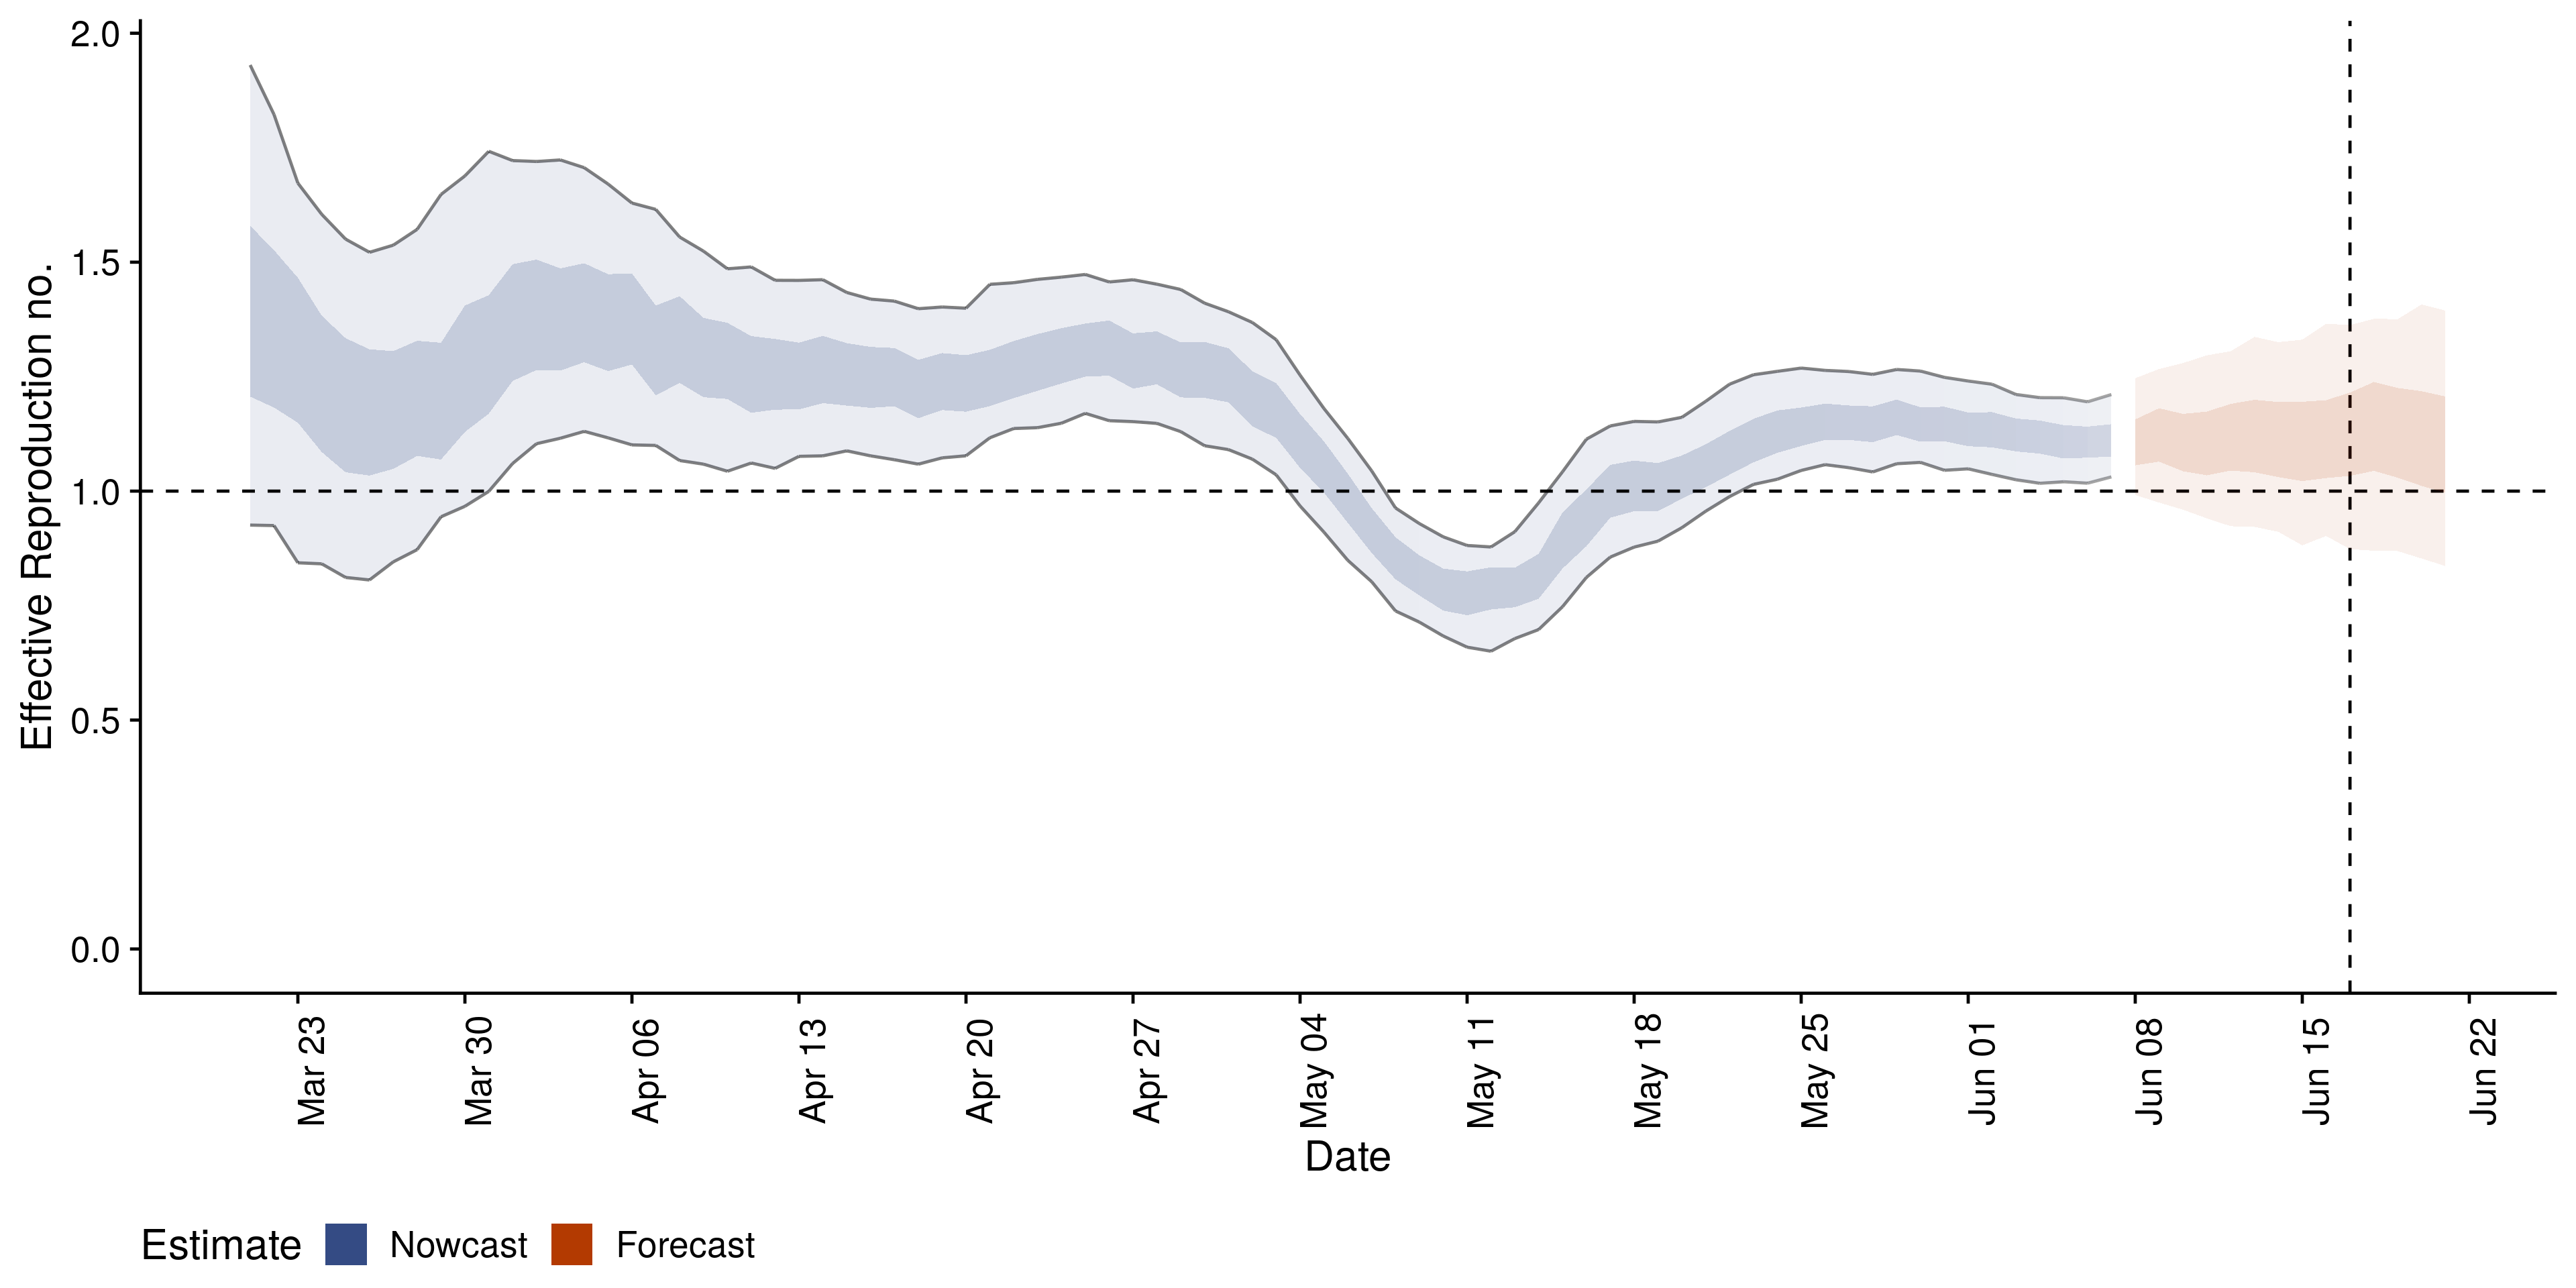 Effective Reproduction no.
2.0
1.5
1.0
0.5
0.0
Mar 23
Mar 30
Apr 06
Apr 13
Apr 20
Apr 27
May 04
May 11
May 18
May 25
Jun 01
Jun 08
Jun 15
Jun 22
Date
Estimate Nowcast Forecast